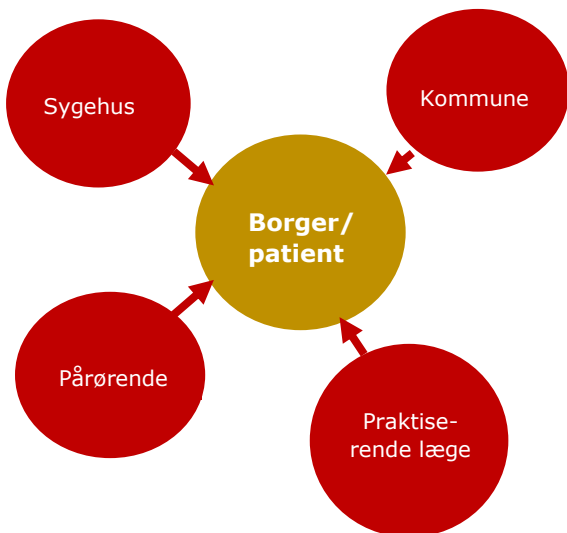 Sygehus
Kommune
Borger/
patient
Pårørende
Praktise-
rende læge